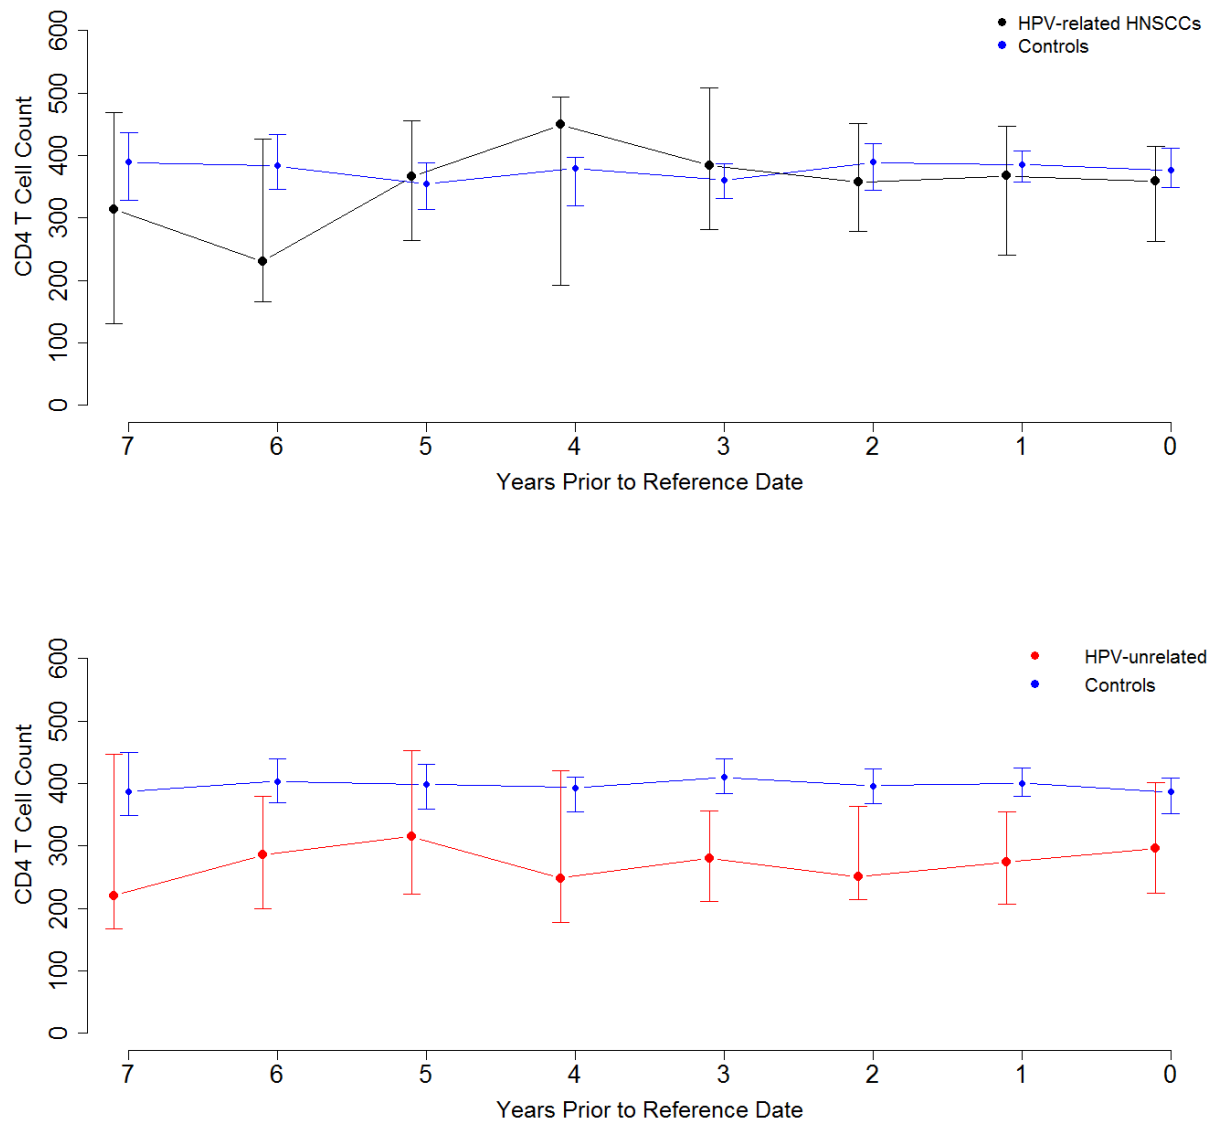 HPV-related HNSCCs
Controls
CD4 T Cell Count
600
500
400
300
200
100
0
7 6 5 4 3 2 1 0
Years Prior to Reference Date
HPV-unrelated
Controls
CD4 T Cell Count
600
500
400
300
200
100
0
7 6 5 4 3 2 1 0
Years Prior to Reference Date